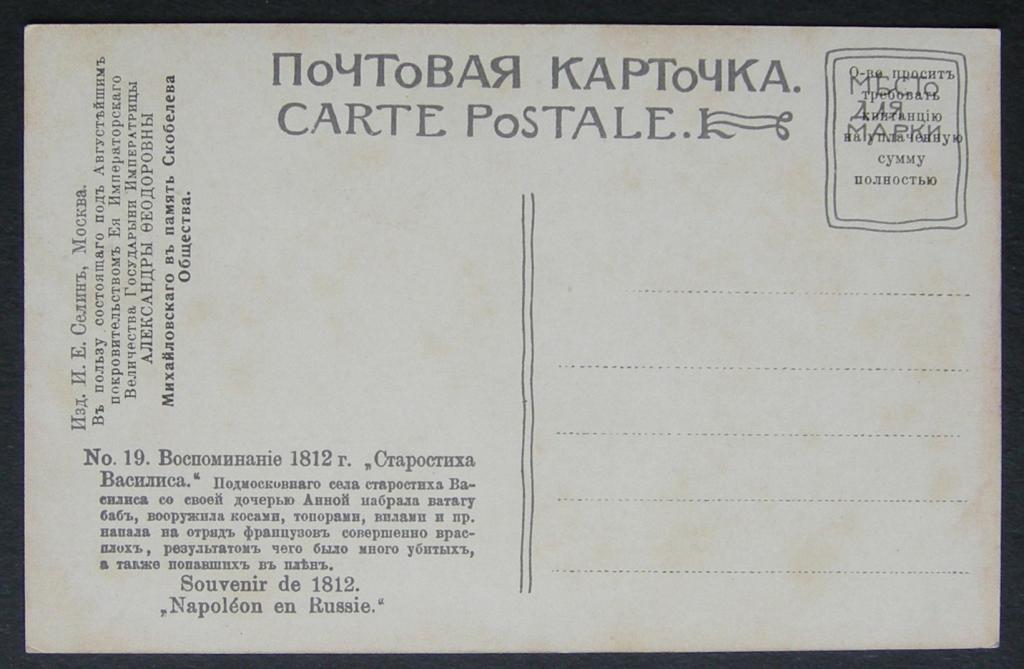 ПОЧТОВАЯ КАРТОЧКА.
CARTE POSTALE.
МѢСТО
ДЛЯ
МАРКИ
О-во проситъ
требовать
квитанцію
на уплаченную
сумму
полностью
Изд. И. Е. Селинъ, Москва.
Въ пользу состоящаго подъ Августѣйшимъ
покровительствомъ Ея Императорскаго
Величества Государыни Императрицы
АЛЕКСАНДРЫ ѲЕОДОРОВНЫ
Михайловскаго въ память Скобелева
Общества.
No. 19. Воспоминаніе 1812 г. „Старостиха
Василиса.“ Подмосковнаго села старостиха Ва-
силиса со своей дочерью Анной набрала ватагу
бабъ, вооружила косами, топорами, вилами и пр.
напала на отрядъ французовъ совершенно врас-
плохъ, результатомъ чего было много убитыхъ,
а также попавшихъ въ плѣнъ.
Souvenir de 1812.
„Napoléon en Russie.“